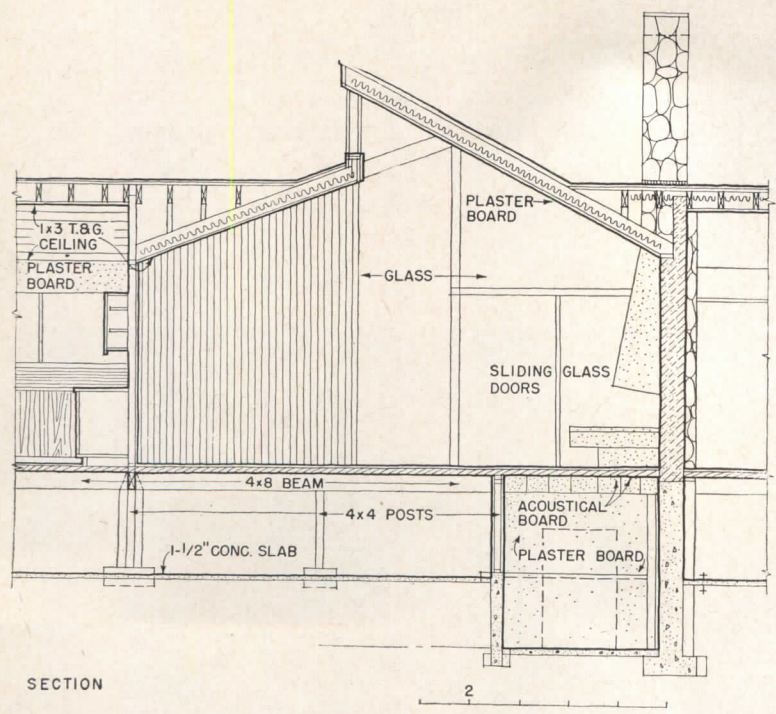 1x3 T.&G.
CEILING
PLASTER
BOARD
PLASTER
BOARD
GLASS
SLIDING GLASS
DOORS
4x8 BEAM
4x4 POSTS
ACOUSTICAL
BOARD
PLASTER BOARD
1-1/2" CONC. SLAB
SECTION
2